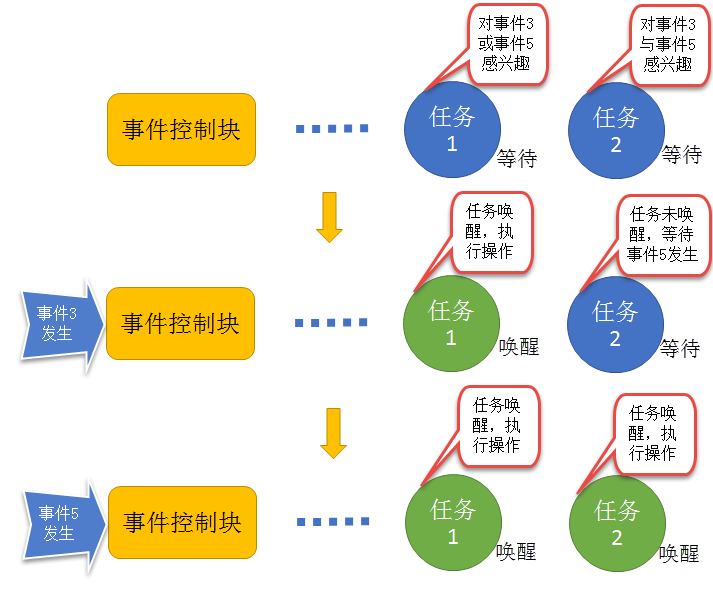 对事件3
或事件5
感兴趣
对事件3
与事件5
感兴趣
事件控制块
任务
1
等待
任务
2
等待
任务唤
醒，执
行操作
任务未唤
醒，等待
事件5发生
事件3
发生
事件控制块
任务
1
唤醒
任务
2
等待
任务唤
醒，执
行操作
任务唤
醒，执
行操作
事件5
发生
事件控制块
任务
1
唤醒
任务
2
唤醒